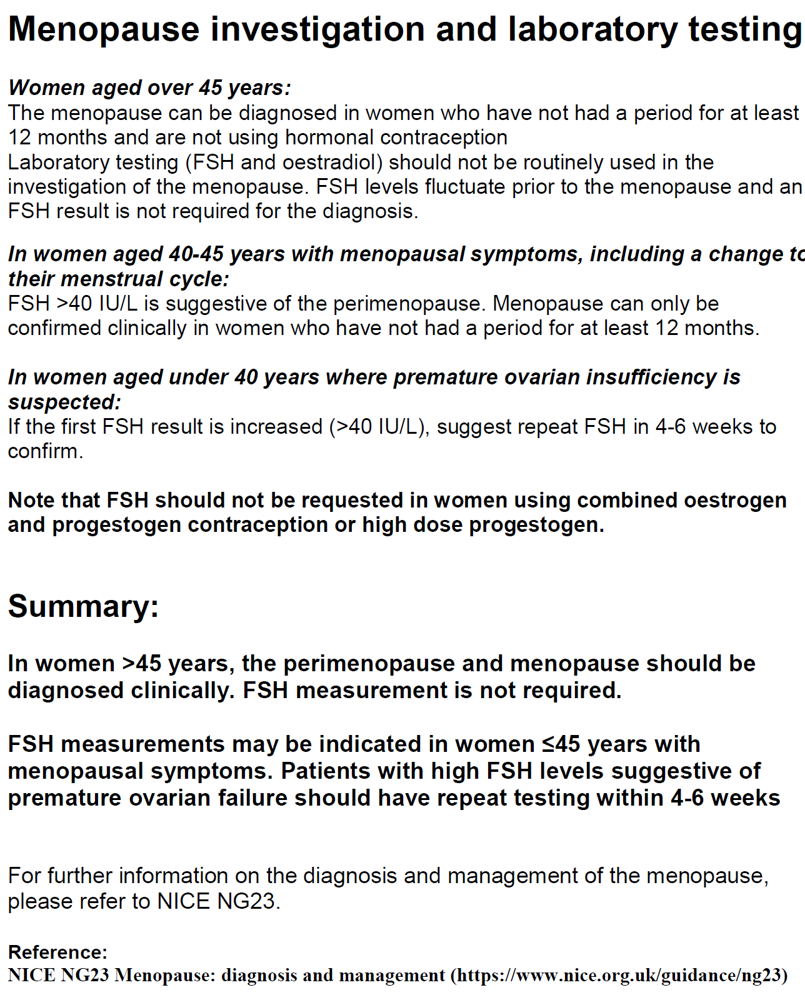 Menopause investigation and laboratory testing
Women aged over 45 years:
The menopause can be diagnosed in women who have not had a period for at least
12 months and are not using hormonal contraception
Laboratory testing (FSH and oestradiol) should not be routinely used in the
investigation of the menopause. FSH levels fluctuate prior to the menopause and an
FSH result is not required for the diagnosis.
In women aged 40-45 years with menopausal symptoms, including a change to
their menstrual cycle:
FSH >40 IU/L is suggestive of the perimenopause. Menopause can only be
confirmed clinically in women who have not had a period for at least 12 months.
In women aged under 40 years where premature ovarian insufficiency is
suspected:
If the first FSH result is increased (>40 IU/L), suggest repeat FSH in 4-6 weeks to
confirm.
Note that FSH should not be requested in women using combined oestrogen
and progestogen contraception or high dose progestogen.
Summary:
In women >45 years, the perimenopause and menopause should be
diagnosed clinically. FSH measurement is not required.
FSH measurements may be indicated in women ≤45 years with
menopausal symptoms. Patients with high FSH levels suggestive of
premature ovarian failure should have repeat testing within 4-6 weeks
For further information on the diagnosis and management of the menopause,
please refer to NICE NG23.
Reference:
NICE NG23 Menopause: diagnosis and management (https://www.nice.org.uk/guidance/ng23)